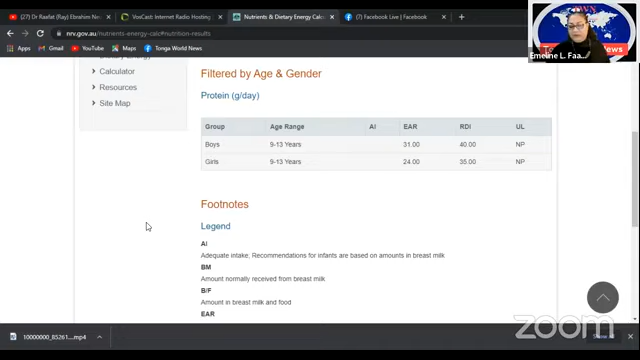 (27) Dr Raafat (Ray) Ebrahim Ne
VoxCast: Internet Radio Hosting
Nutrients & Dietary Energy Calc
(7) Facebook Live | Facebook
nrv.gov.au/nutrients-energy-calc#nutrition-results
Apps
Gmail
YouTube
Maps
Tonga World News
Emeline L. Faa...
Dietary Energy
Calculator
Resources
Site Map
Filtered by Age & Gender
Protein (g/day)
Group Age Range AI EAR RDI UL
Boys 9-13 Years 31.00 40.00 NP
Girls 9-13 Years 24.00 35.00 NP
Footnotes
Legend
AI
Adequate intake; Recommendations for infants are based on amounts in breast milk
BM
Amount normally received from breast milk
B/F
Amount in breast milk and food
EAR
zoom
10000000_85261....mp4
Show all